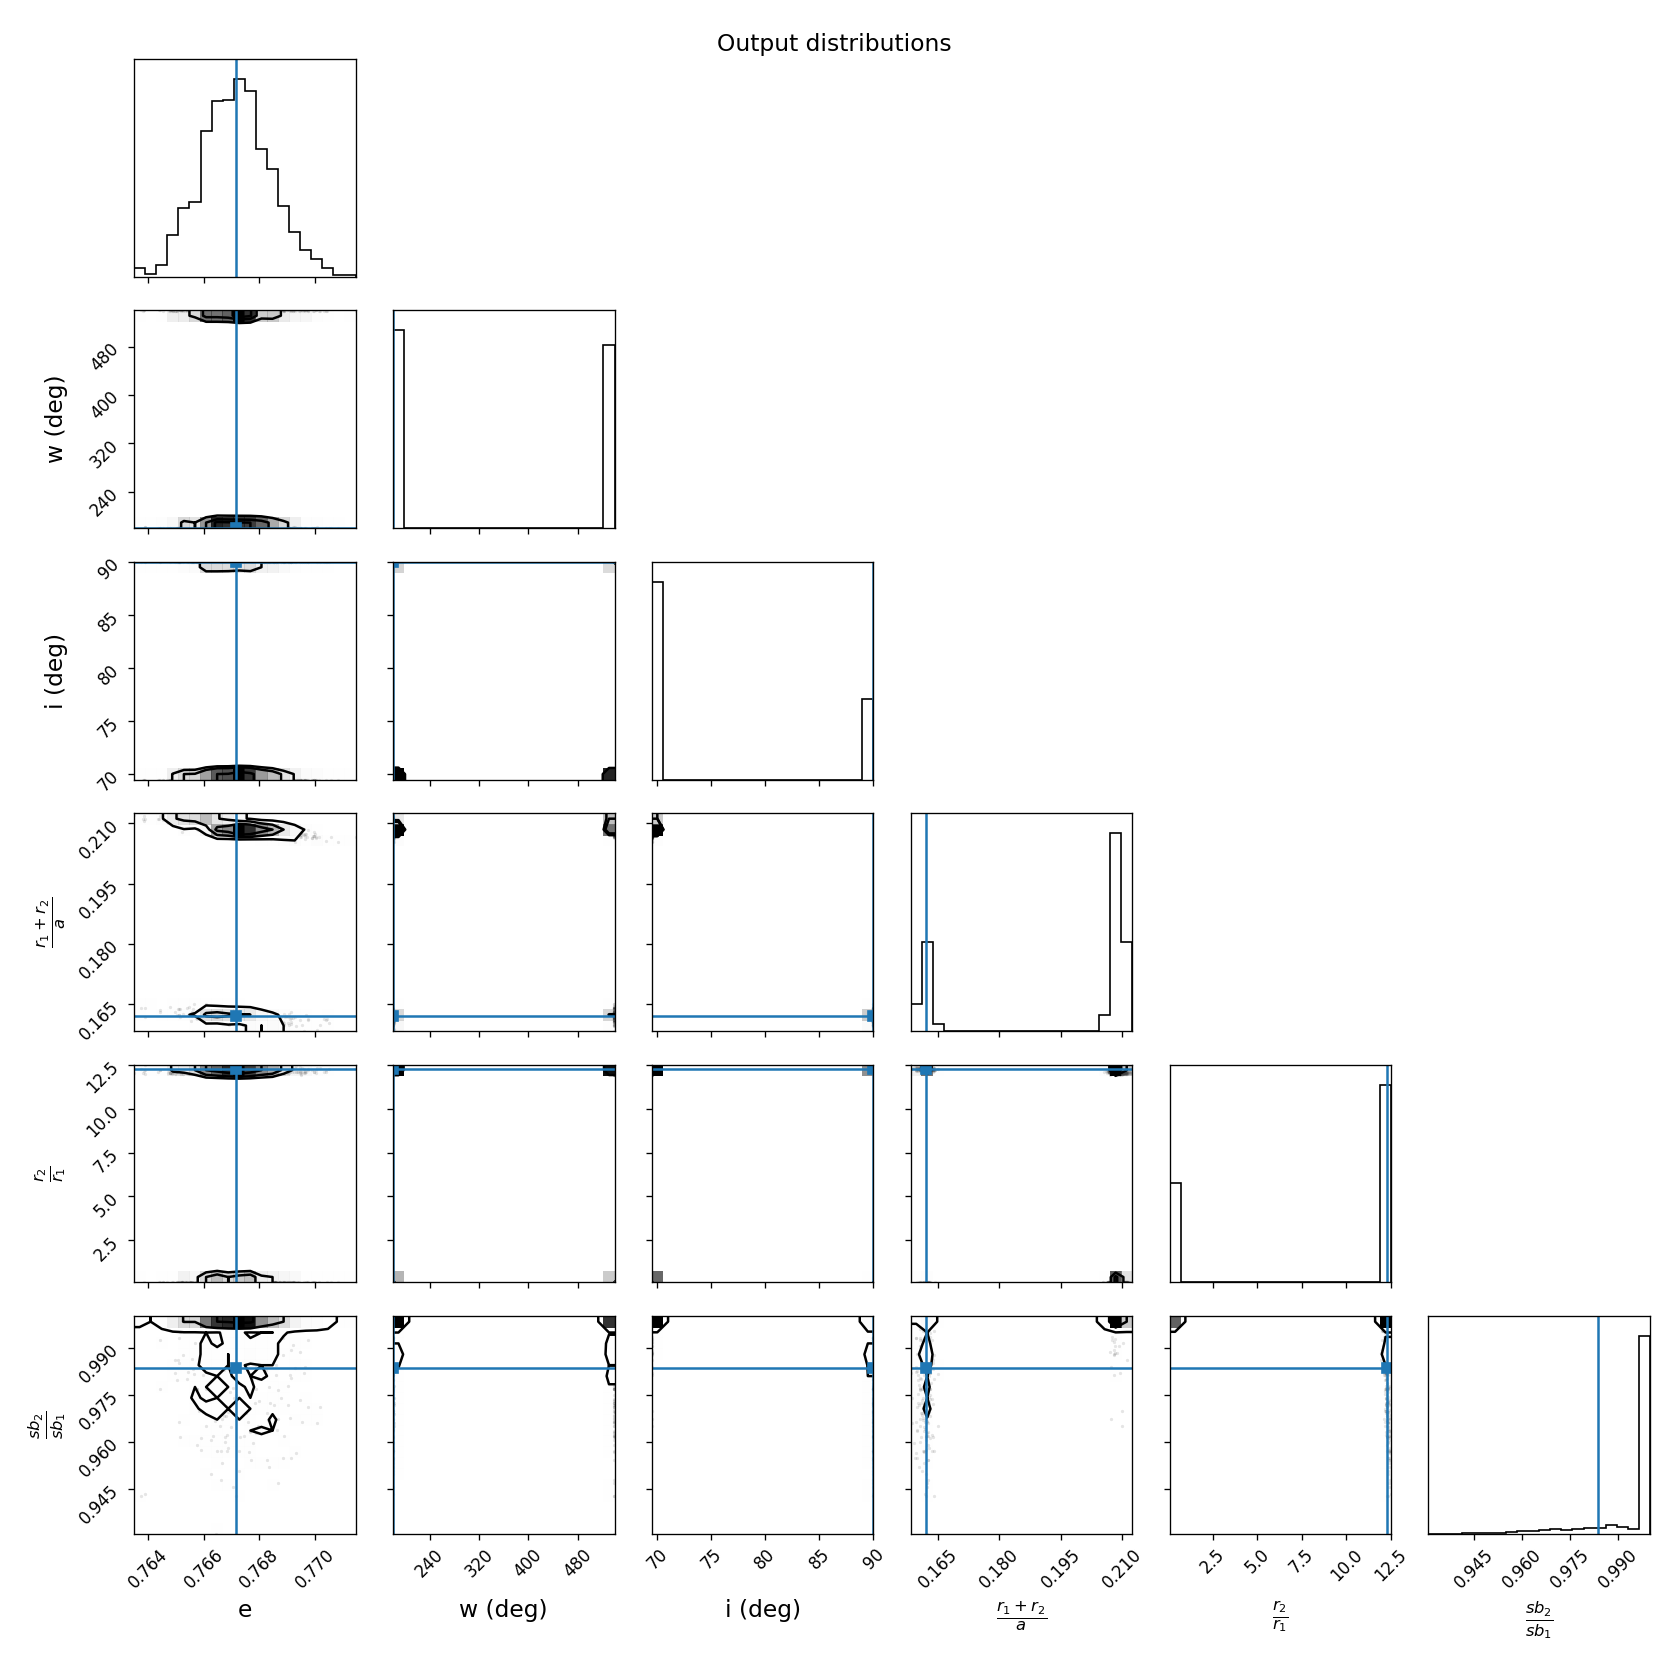 Output distributions
w (deg)
480
400
320
240
i (deg)
90
85
80
75
70
r₁ + r₂
a
0.210
0.195
0.180
0.165
r₂
r₁
12.5
10.0
7.5
5.0
2.5
sb₂
sb₁
0.990
0.975
0.960
0.945
0.764 0.766 0.768 0.770
240 320 400 480
70 75 80 85 90
0.165 0.180 0.195 0.210
2.5 5.0 7.5 10.0 12.5
0.945 0.960 0.975 0.990
e
w (deg)
i (deg)
r₁ + r₂
a
r₂
r₁
sb₂
sb₁